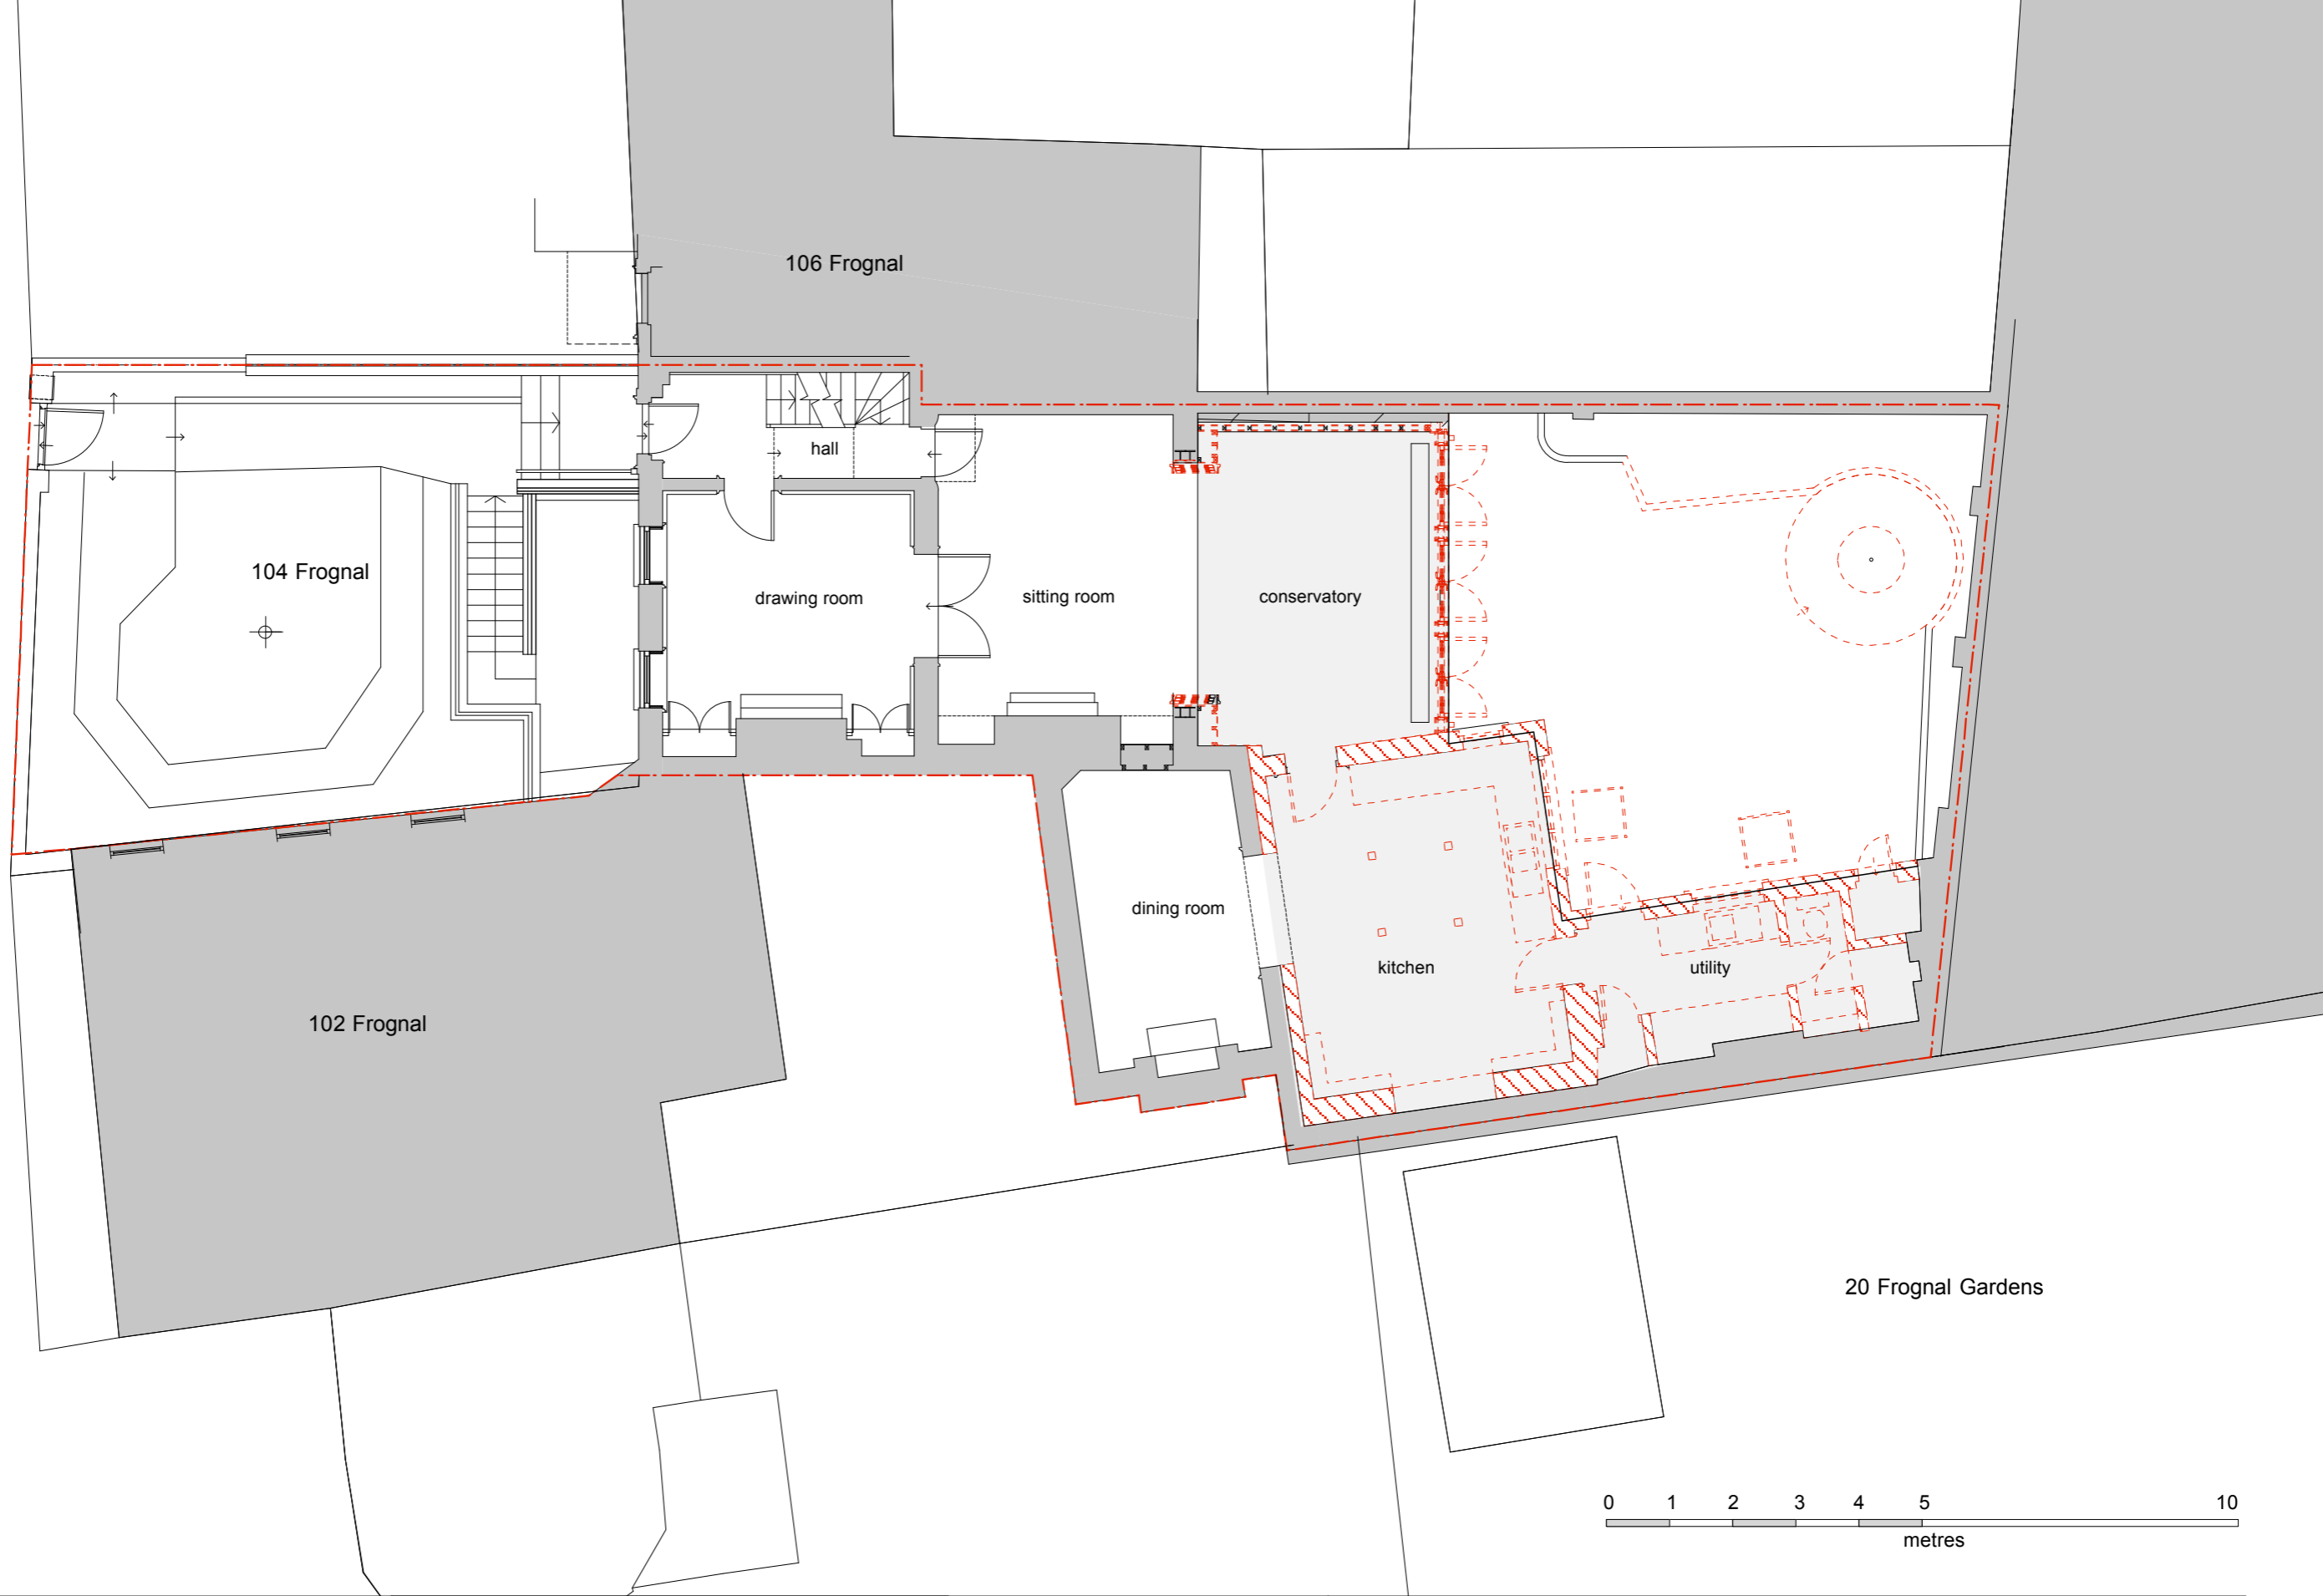 106 Frognal
hall
104 Frognal
drawing room
sitting room
conservatory
dining room
kitchen
utility
102 Frognal
20 Frognal Gardens
0 1 2 3 4 5 10
metres